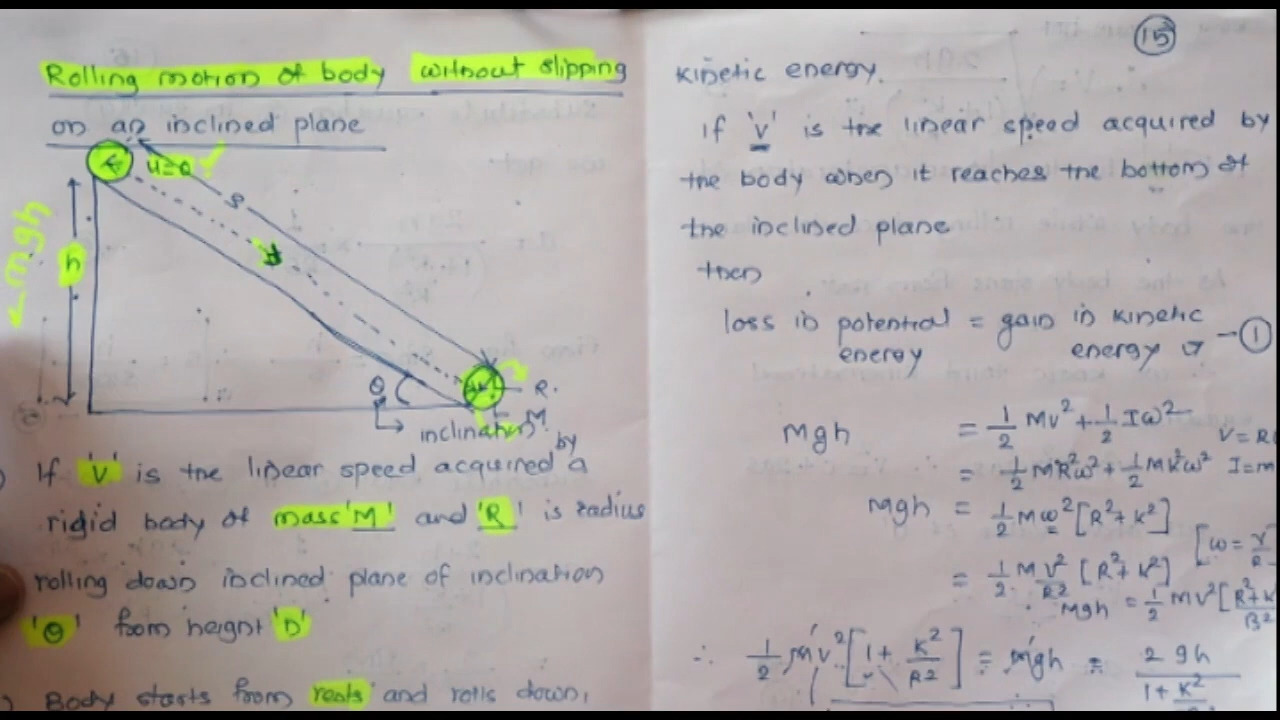 Rolling motion of body without slipping
on an inclined plane
u=0
s
mgh
h
θ
R.
M
inclination
If 'V' is the linear speed acquired by a
rigid body of mass 'M' and 'R' is radius
rolling down inclined plane of inclination
'θ' from height 'h'
Body starts from rest and rolls down,
15
kinetic energy.
If 'v' is the linear speed acquired by
the body when it reaches the bottom of
the inclined plane
then
loss in potential energy = gain in kinetic energy — ①
Mgh = 1/2 Mv² + 1/2 Iω² V = R
= 1/2 MR²ω² + 1/2 MK²ω² I = m
Mgh = 1/2 Mω² [R² + K²]
[ω = V/R
= 1/2 M V²/R² [R² + K²]
Mgh = 1/2 MV² [R² + K²/R²
∴ 1/2 MV² [1 + K²/R²] = Mgh = 2gh / 1 + K²